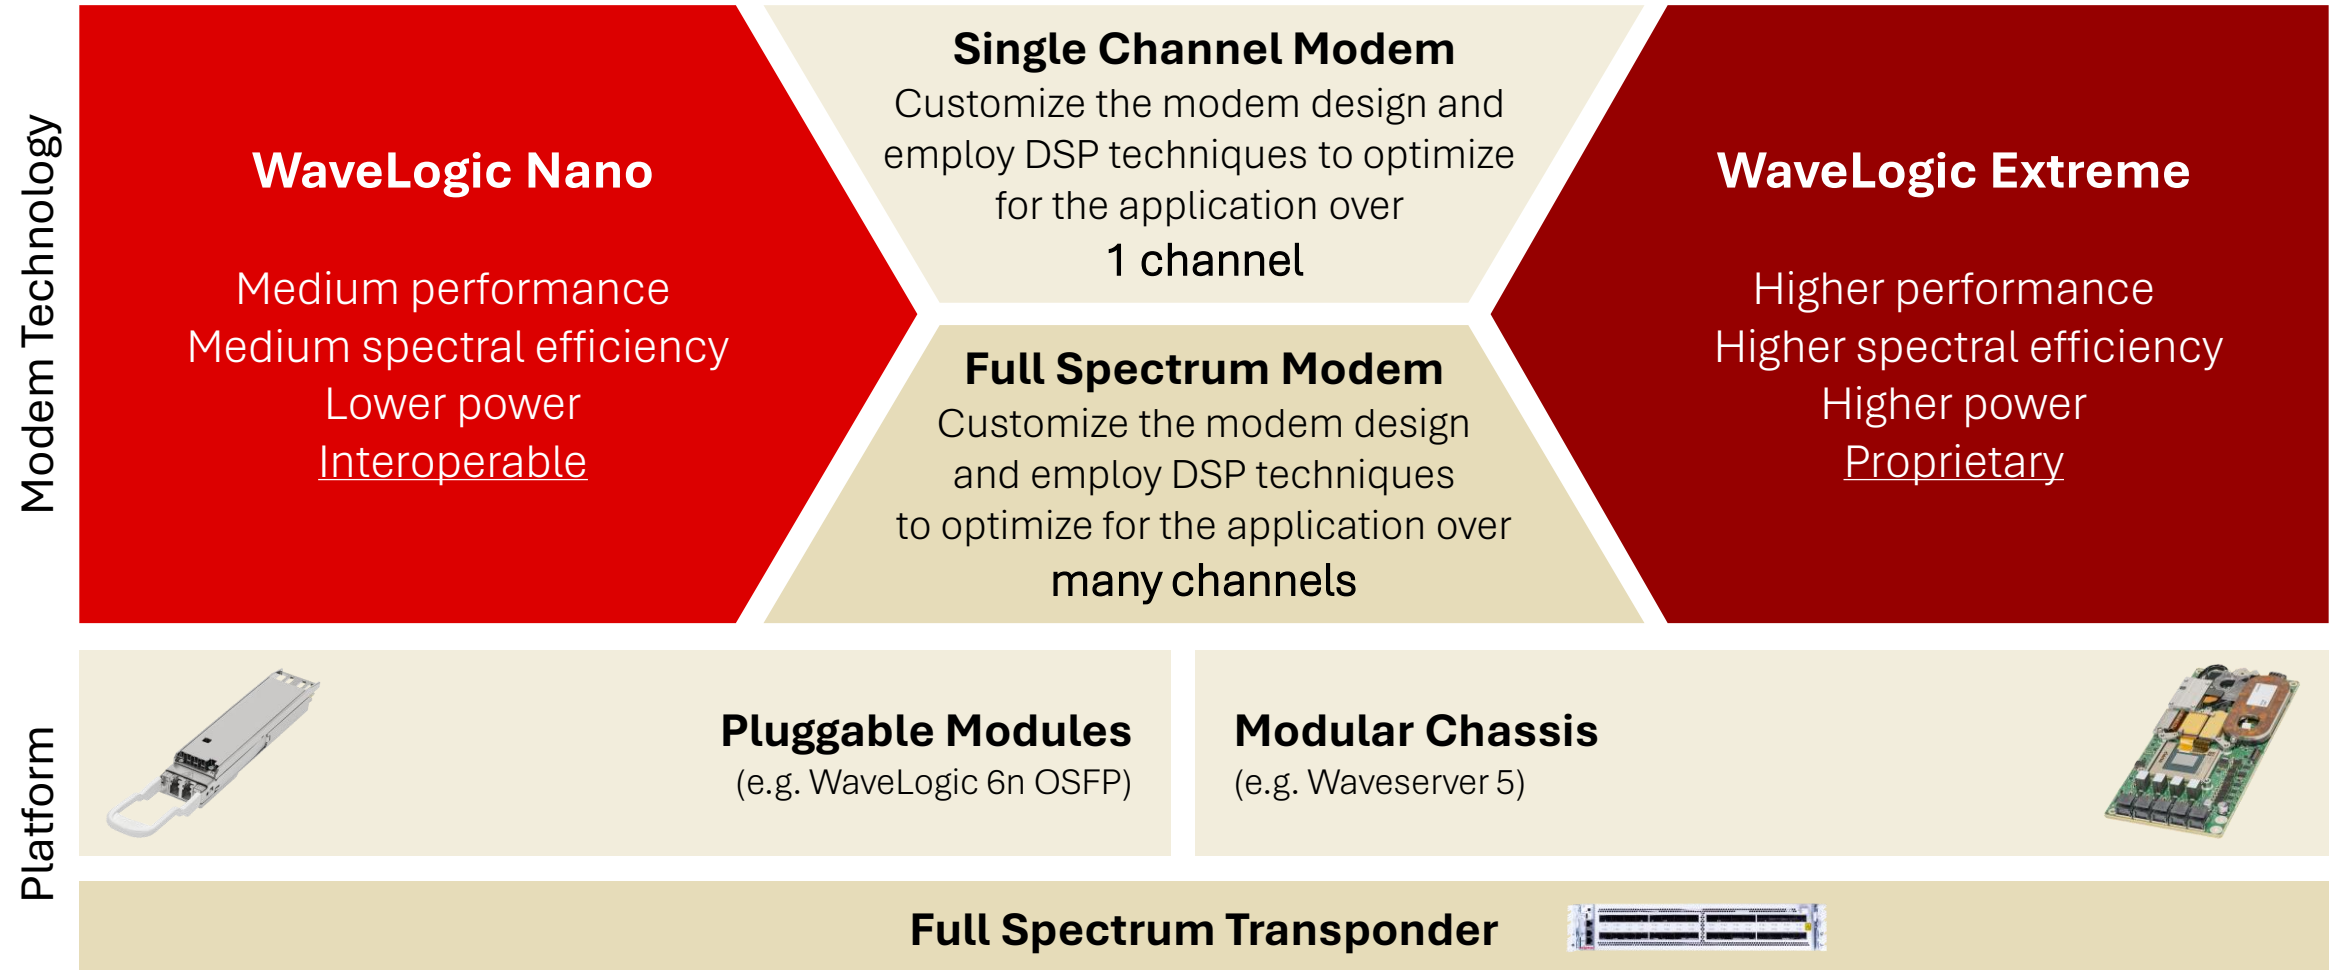 Modem Technology
WaveLogic Nano
Medium performance
Medium spectral efficiency
Lower power
Interoperable
Single Channel Modem
Customize the modem design and
employ DSP techniques to optimize
for the application over
1 channel
Full Spectrum Modem
Customize the modem design
and employ DSP techniques
to optimize for the application over
many channels
WaveLogic Extreme
Higher performance
Higher spectral efficiency
Higher power
Proprietary
Platform
Pluggable Modules
(e.g. WaveLogic 6n OSFP)
Modular Chassis
(e.g. Waveserver 5)
Full Spectrum Transponder